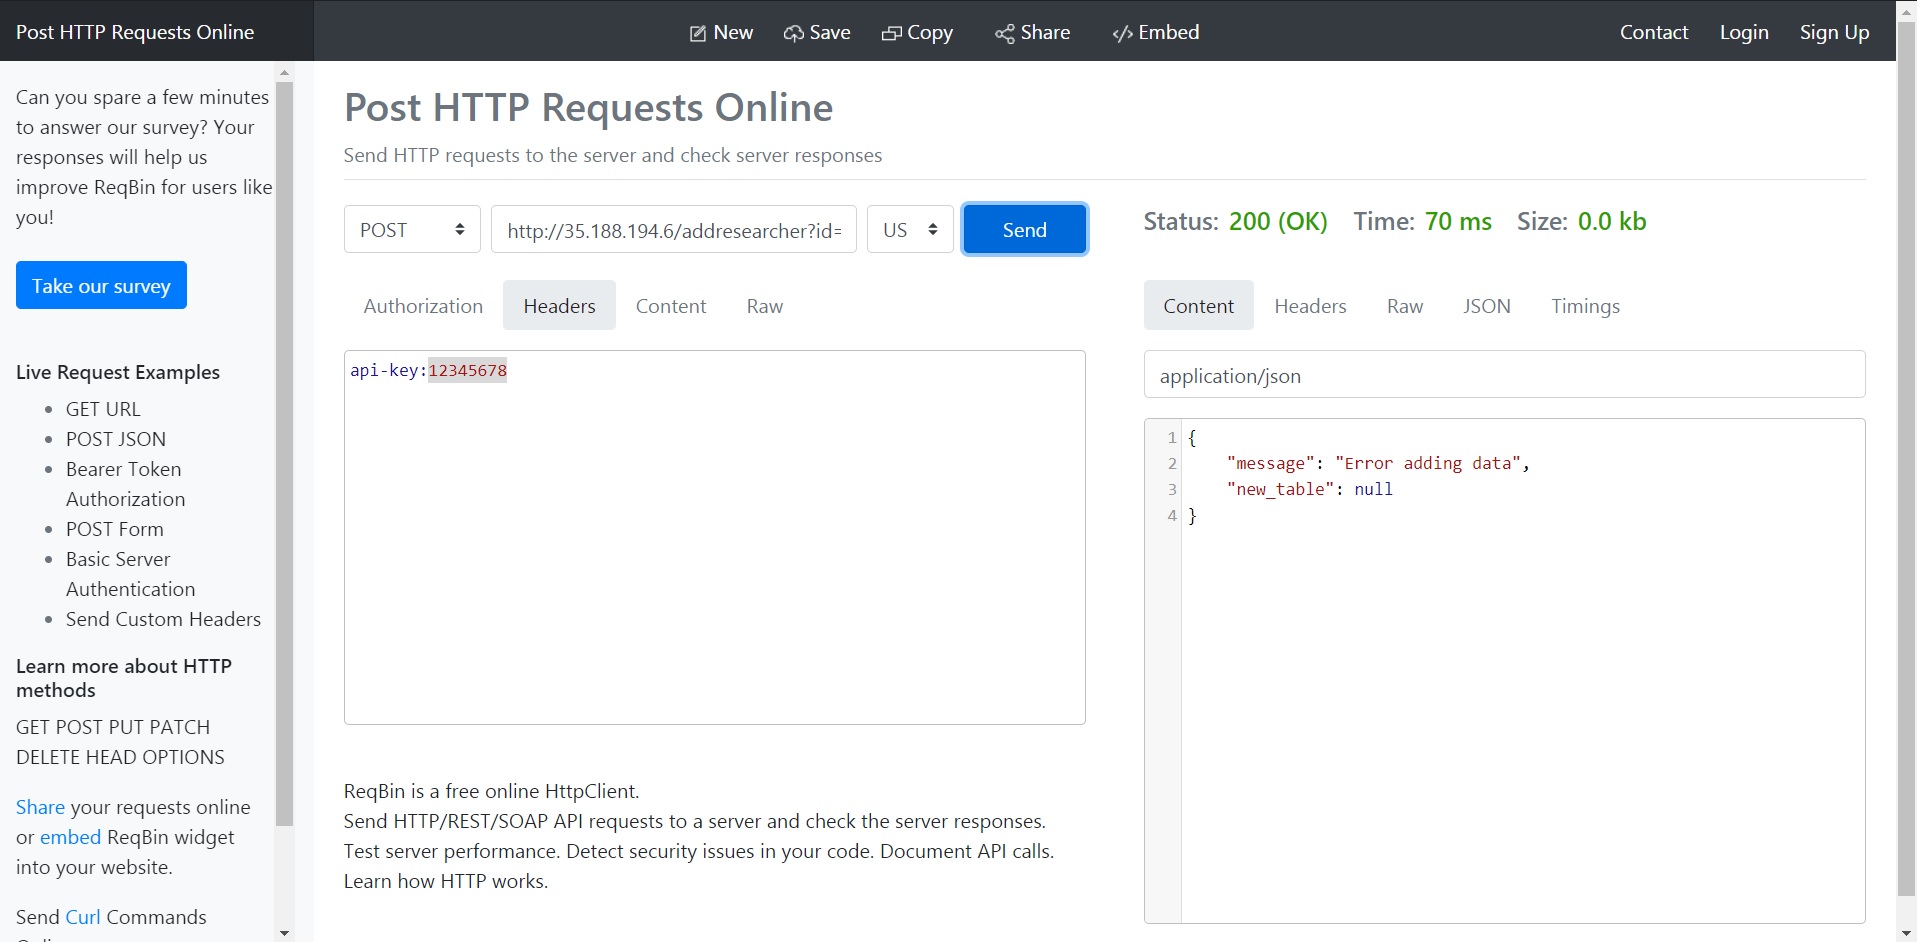 Post HTTP Requests Online
New Save Copy Share Embed
Contact Login Sign Up
Can you spare a few minutes
to answer our survey? Your
responses will help us
improve ReqBin for users like
you!
Take our survey
Live Request Examples
GET URL
POST JSON
Bearer Token
Authorization
POST Form
Basic Server
Authentication
Send Custom Headers
Learn more about HTTP
methods
GET POST PUT PATCH
DELETE HEAD OPTIONS
Share your requests online
or embed ReqBin widget
into your website.
Send Curl Commands
Post HTTP Requests Online
Send HTTP requests to the server and check server responses
POST http://35.188.194.6/addresearcher?id= US Send
Authorization Headers Content Raw
api-key:12345678
ReqBin is a free online HttpClient.
Send HTTP/REST/SOAP API requests to a server and check the server responses.
Test server performance. Detect security issues in your code. Document API calls.
Learn how HTTP works.
Status: 200 (OK) Time: 70 ms Size: 0.0 kb
Content Headers Raw JSON Timings
application/json
1 {
2 "message": "Error adding data",
3 "new_table": null
4 }